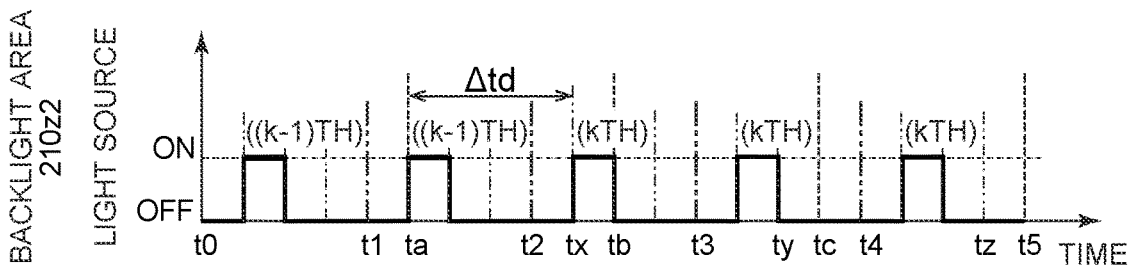 BACKLIGHT AREA
210z2
LIGHT SOURCE
Δtd
((k-1)TH) ((k-1)TH) (kTH) (kTH) (kTH)
ON
OFF
t0 t1 ta t2 tx tb t3 ty tc t4 tz t5 TIME